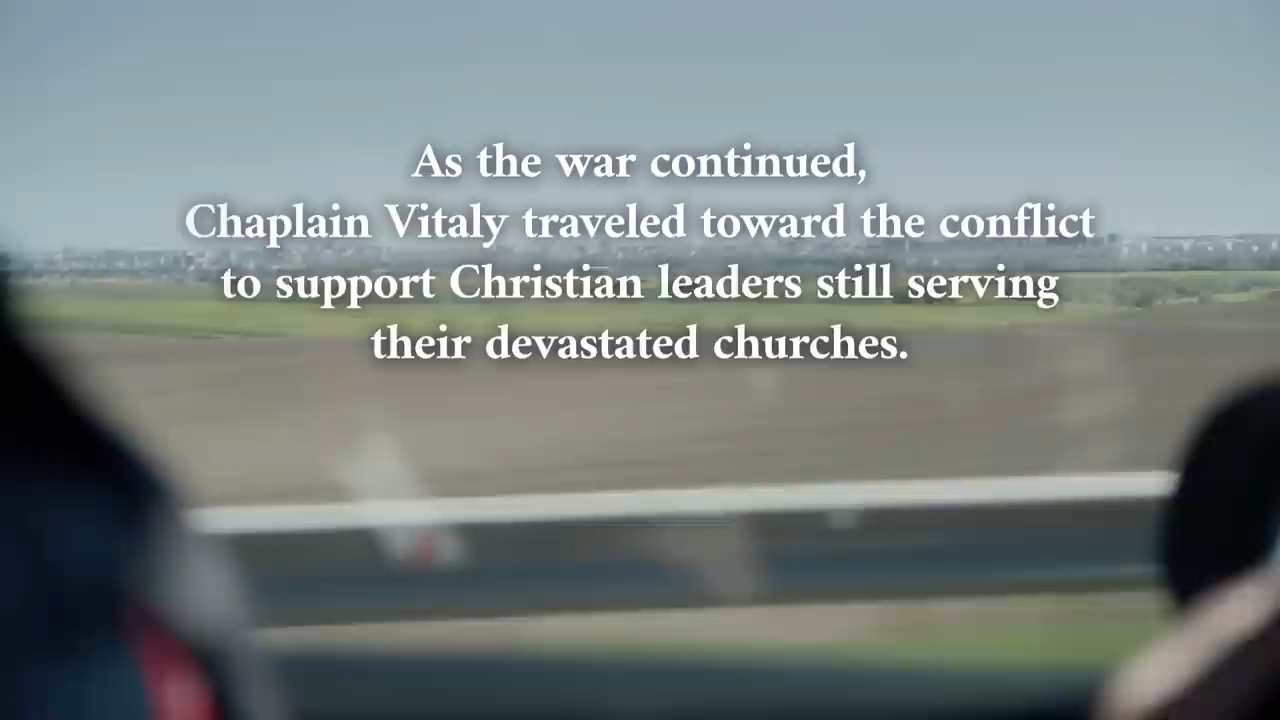 As the war continued,
Chaplain Vitaly traveled toward the conflict
to support Christian leaders still serving
their devastated churches.